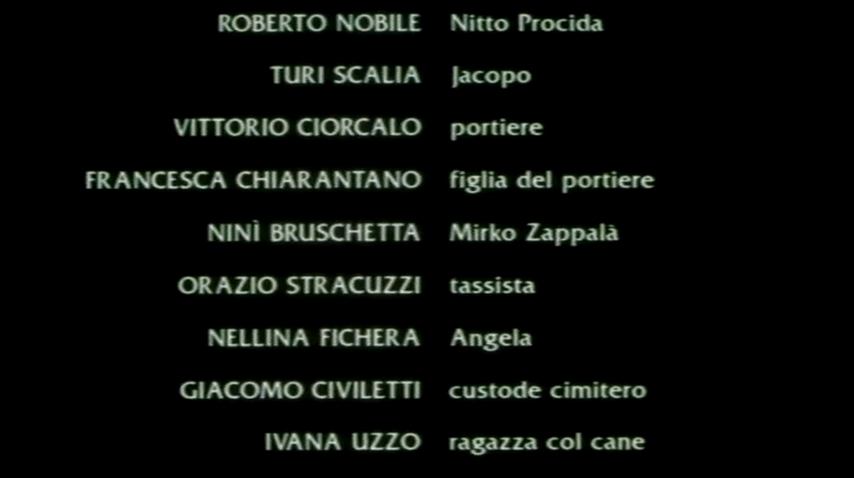 ROBERTO NOBILE Nitto Procida
TURI SCALIA Jacopo
VITTORIO CIORCALO portiere
FRANCESCA CHIARANTANO figlia del portiere
NINÌ BRUSCHETTA Mirko Zappalà
ORAZIO STRACUZZI tassista
NELLINA FICHERA Angela
GIACOMO CIVILETTI custode cimitero
IVANA UZZO ragazza col cane